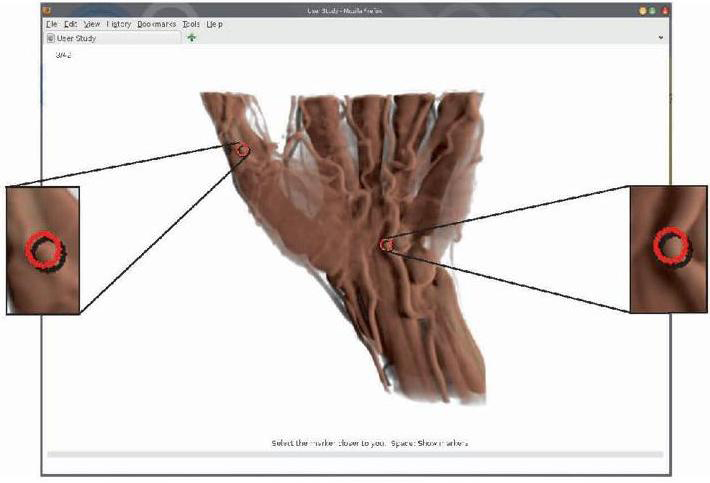 User Study - Mozilla Firefox
File Edit View History Bookmarks Tools Help
User Study
3/42
Select the marker closer to you. Space: Show markers